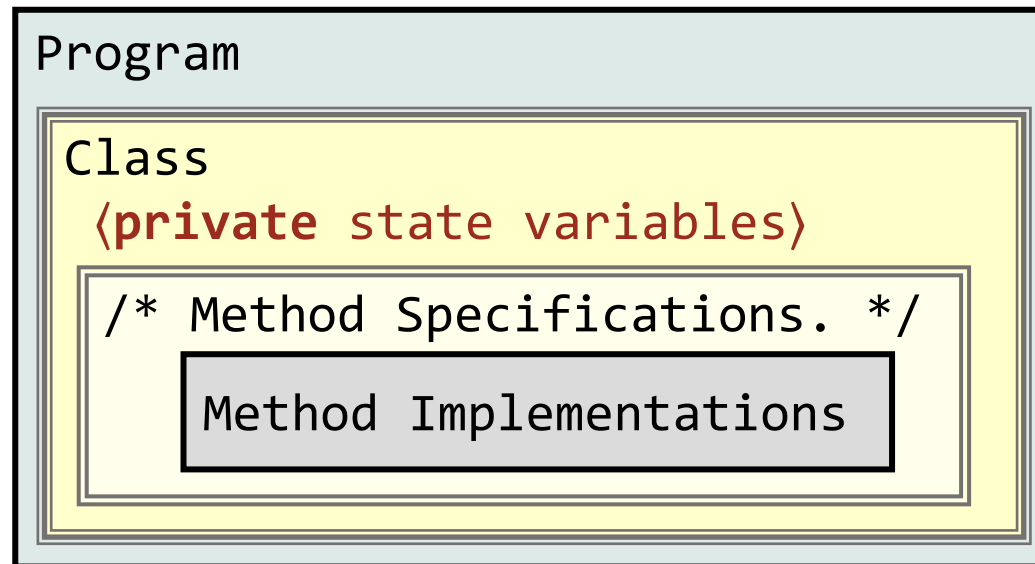 Program
Class
⟨private state variables⟩
/* Method Specifications. */
Method Implementations